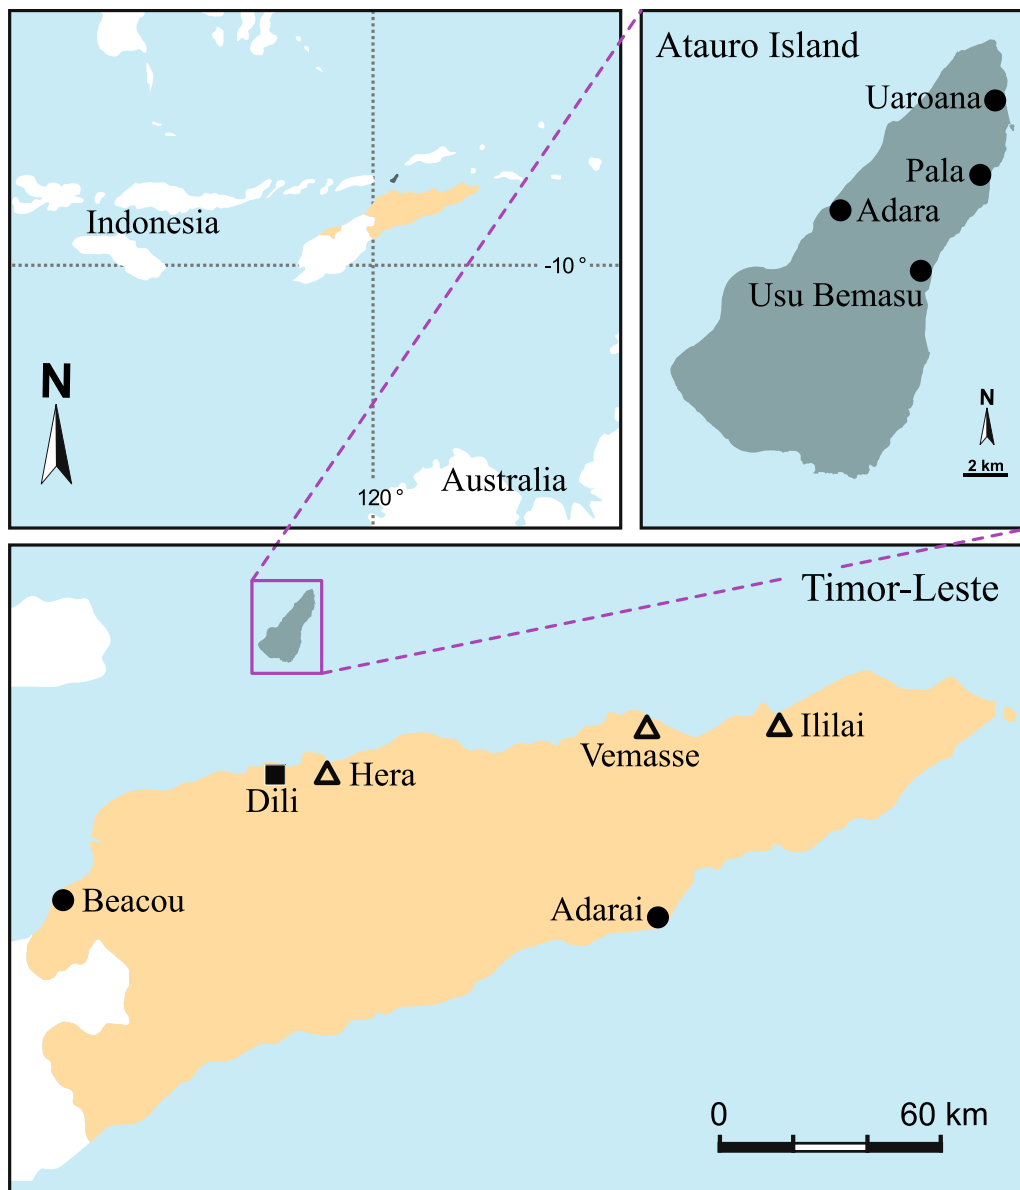 Indonesia
-10°
N
120°
Australia
Atauro Island
Uaroana
Pala
Adara
Usu Bemasu
N
2 km
Timor-Leste
Ililai
Vemasse
Hera
Dili
Beacou
Adarai
0 60 km